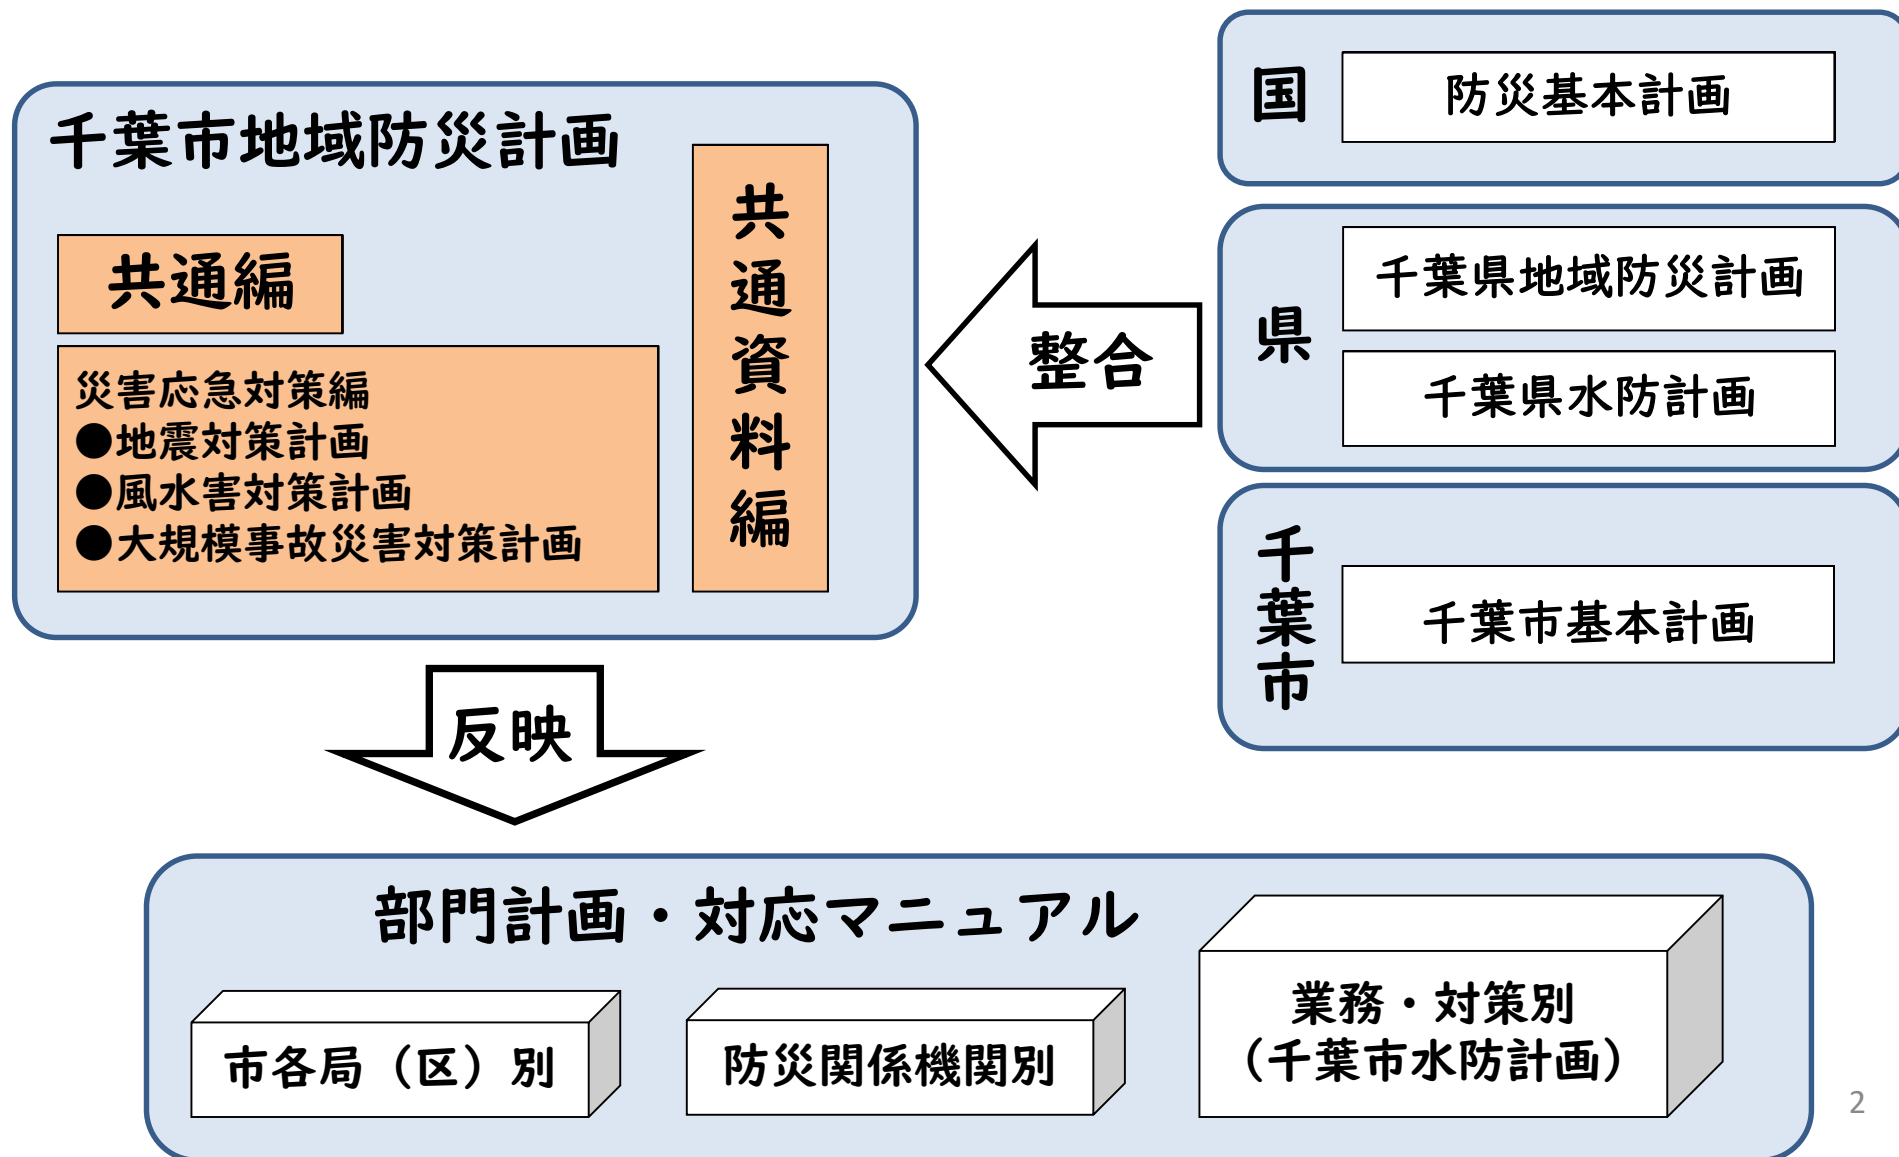 千葉市地域防災計画
共通編
災害応急対策編
●地震対策計画
●風水害対策計画
●大規模事故災害対策計画
共通資料編
整合
国
防災基本計画
県
千葉県地域防災計画
千葉県水防計画
千葉市
千葉市基本計画
反映
部門計画・対応マニュアル
市各局（区）別
防災関係機関別
業務・対策別
（千葉市水防計画）
2